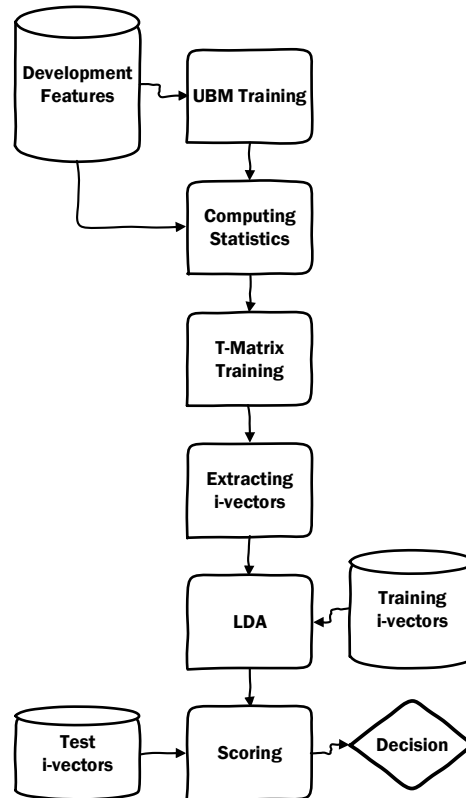 Development
Features
UBM Training
Computing
Statistics
T-Matrix
Training
Extracting
i-vectors
LDA
Training
i-vectors
Test
i-vectors
Scoring
Decision